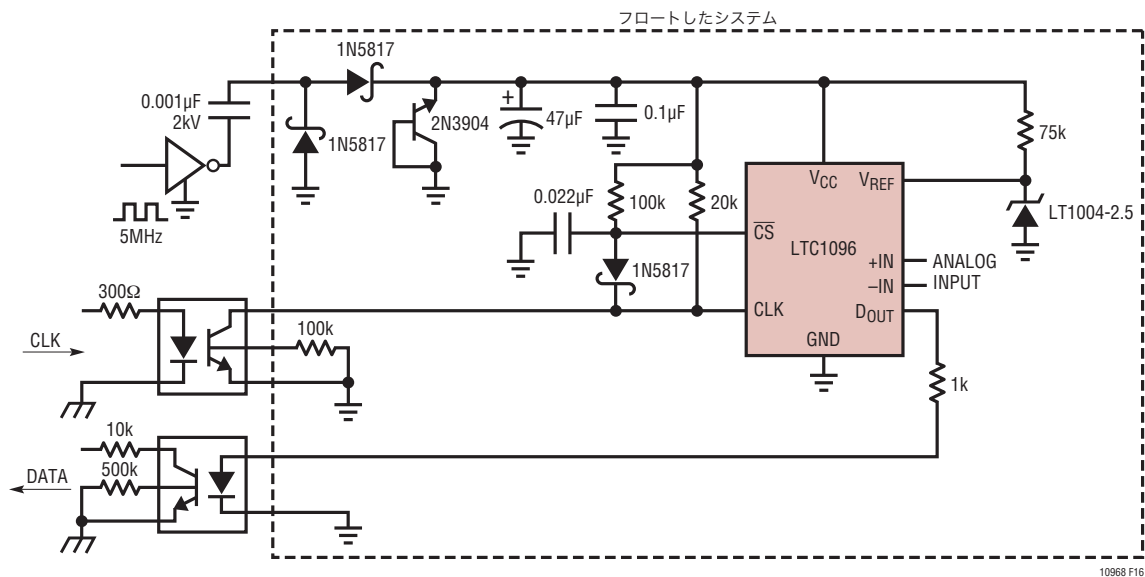 フロートしたシステム
1N5817
0.001µF
2kV
1N5817
2N3904
+
47µF
0.1µF
75k
5MHz
0.022µF
100k
20k
VCC
VREF
LT1004-2.5
CS
LTC1096
+IN
ANALOG
–IN
INPUT
1N5817
300Ω
CLK
DOUT
CLK
100k
GND
1k
10k
500k
DATA
10968 F16